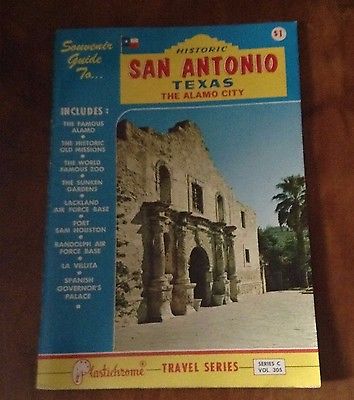 Souvenir
Guide
To...
$1
HISTORIC
SAN ANTONIO
TEXAS
THE ALAMO CITY
INCLUDES:
THE FAMOUS
ALAMO
THE HISTORIC
OLD MISSIONS
THE WORLD
FAMOUS ZOO
THE SUNKEN
GARDENS
LACKLAND
AIR FORCE BASE
FORT
SAM HOUSTON
RANDOLPH AIR
FORCE BASE
LA VILLITA
SPANISH
GOVERNOR'S
PALACE
Plastichrome®
TRAVEL SERIES
SERIES C
VOL. 305